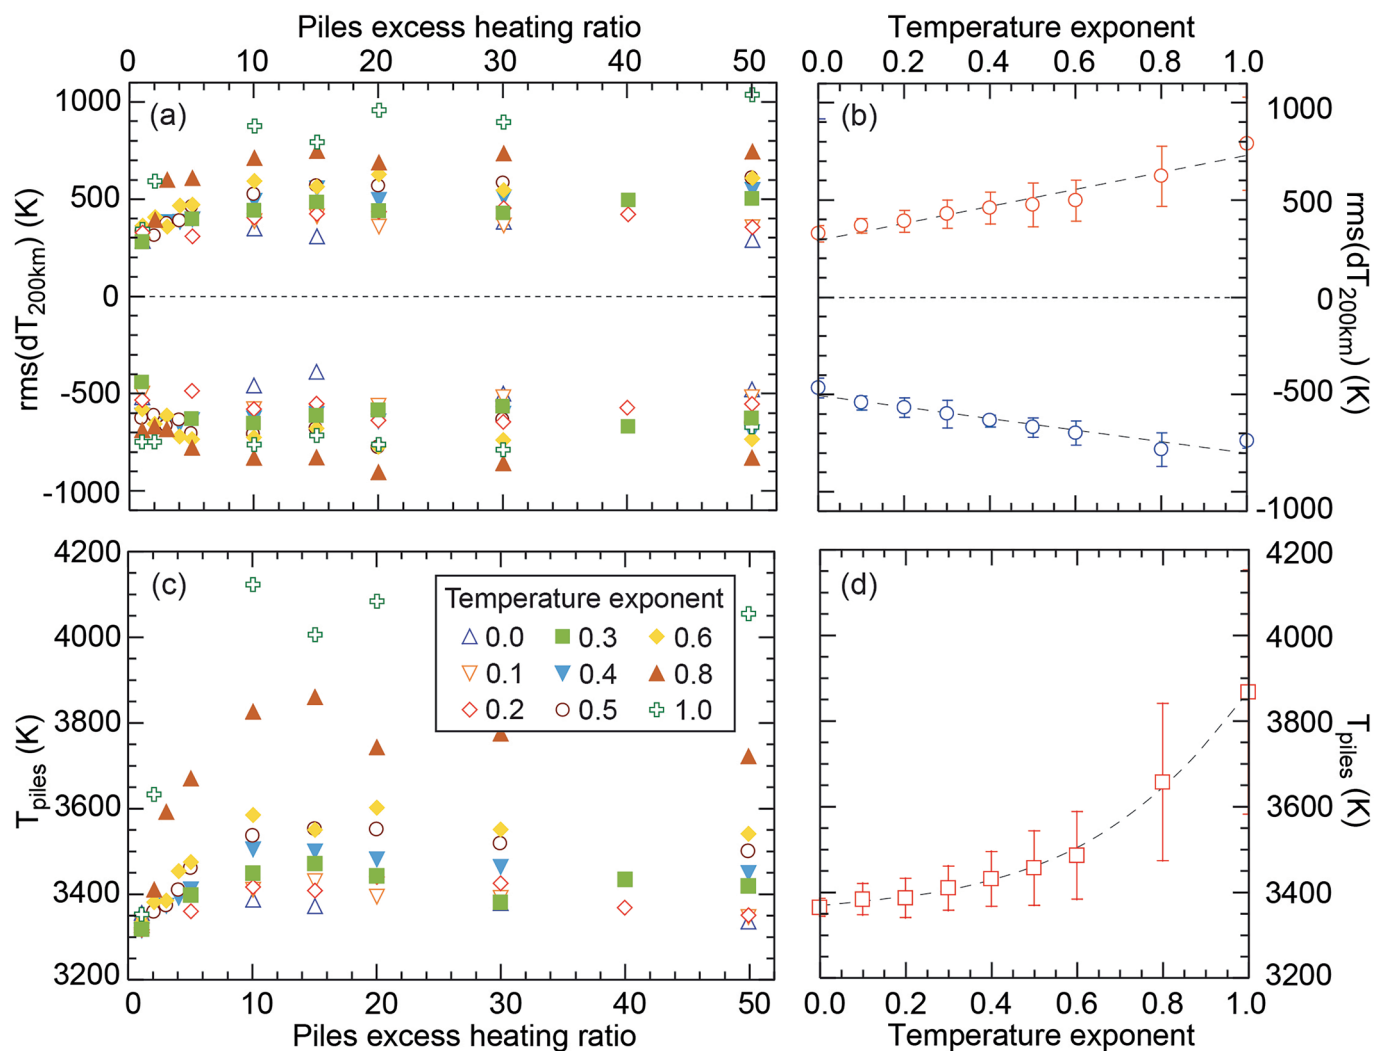 Piles excess heating ratio
0 10 20 30 40 50
(a)
rms(dT200km) (K)
1000
500
0
-500
-1000
Temperature exponent
0.0 0.2 0.4 0.6 0.8 1.0
(b)
1000
500
0
-500
-1000
rms(dT200km) (K)
(c)
Tpiles (K)
4200
4000
3800
3600
3400
3200
Temperature exponent
0.0 0.3 0.6
0.1 0.4 0.8
0.2 0.5 1.0
0 10 20 30 40 50
Piles excess heating ratio
(d)
4200
4000
3800
3600
3400
3200
Tpiles (K)
0.0 0.2 0.4 0.6 0.8 1.0
Temperature exponent